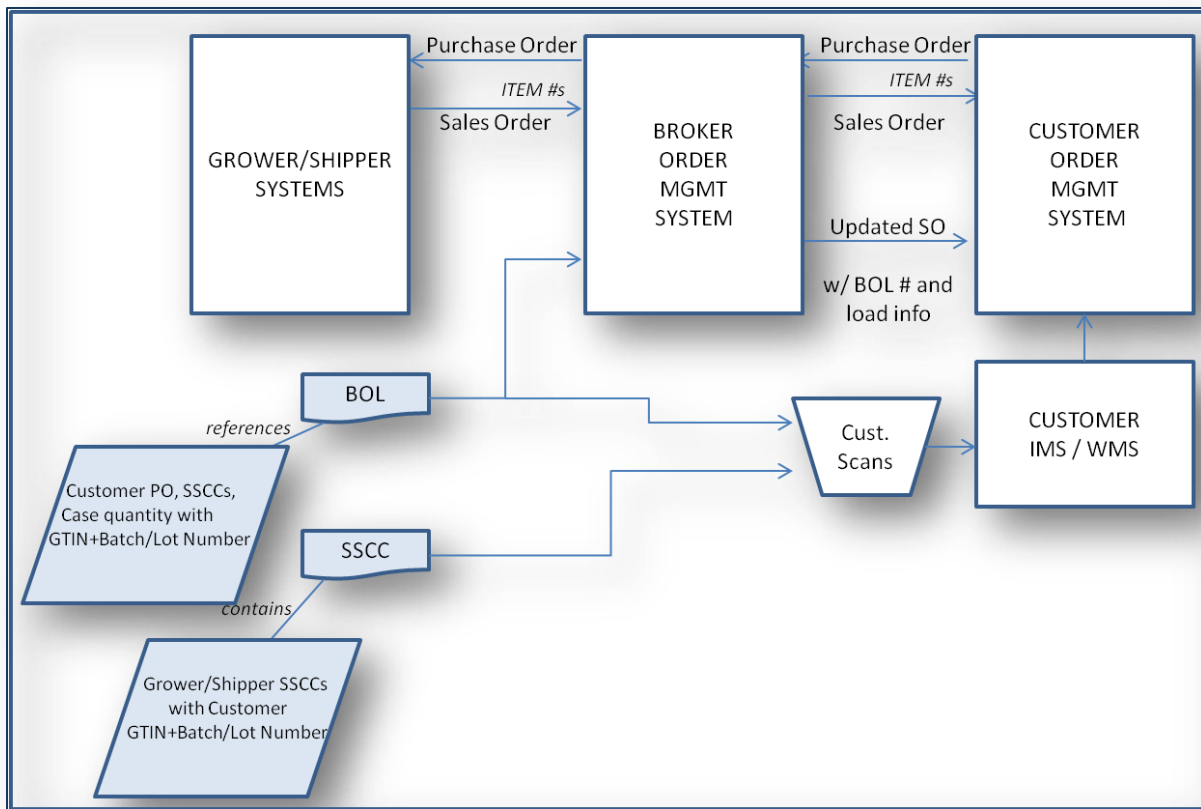 Purchase Order
ITEM #s
Sales Order
GROWER/SHIPPER
SYSTEMS
BROKER
ORDER
MGMT
SYSTEM
Purchase Order
ITEM #s
Sales Order
CUSTOMER
ORDER
MGMT
SYSTEM
Updated SO
w/ BOL # and
load info
BOL
references
Customer PO, SSCCs,
Case quantity with
GTIN+Batch/Lot Number
Cust.
Scans
CUSTOMER
IMS / WMS
SSCC
contains
Grower/Shipper SSCCs
with Customer
GTIN+Batch/Lot Number